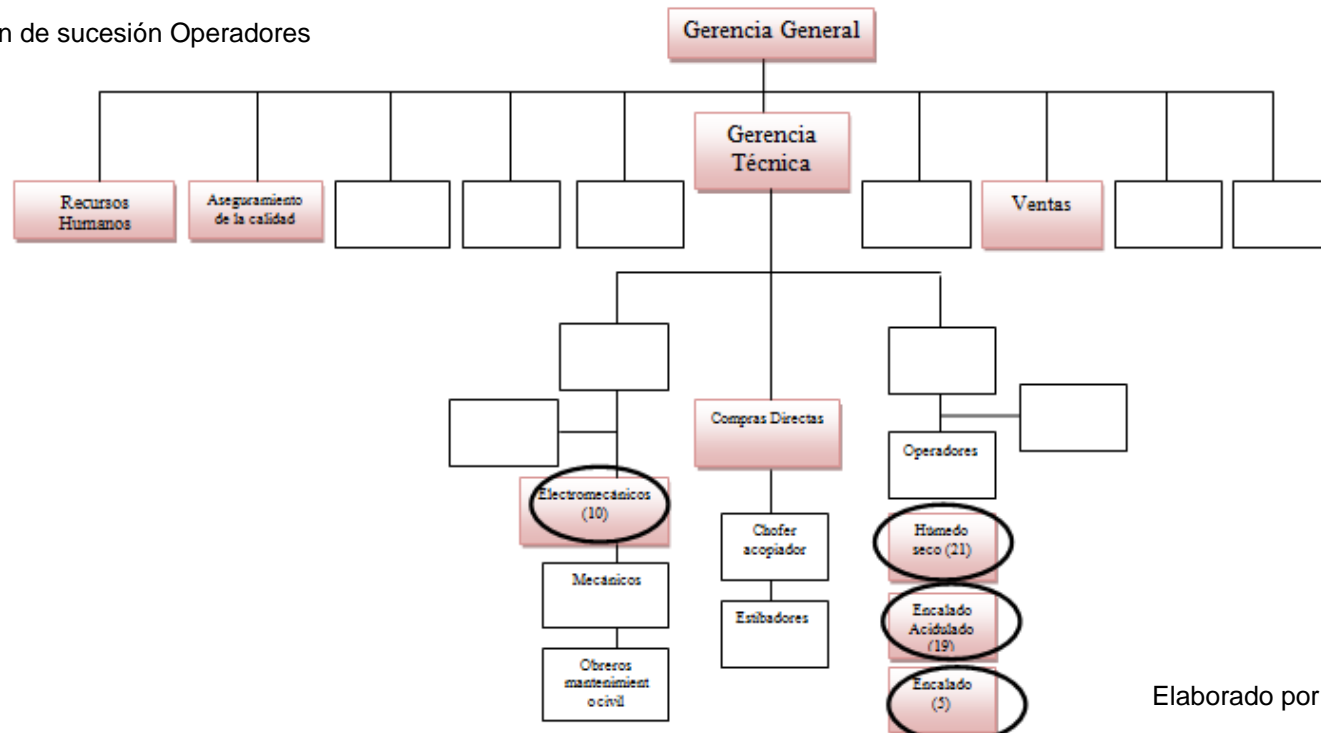 n de sucesión Operadores
Gerencia General
Gerencia
Técnica
Recursos
Humanos
Aseguramiento
de la calidad
Ventas
Compras Directas
Operadores
Electromecánicos
(10)
Chofer
acopiador
Húmedo
seco (21)
Mecánicos
Estibadores
Encalado
Acidulado
(19)
Obreros
mantenimient
o civil
Encalado
(5)
Elaborado por